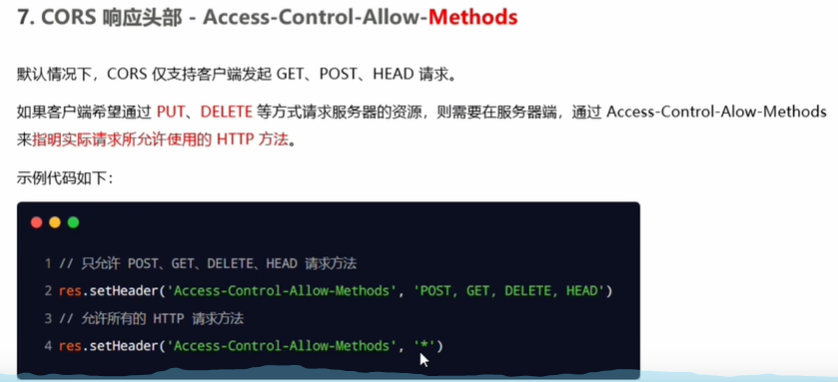 7. CORS 响应头部 - Access-Control-Allow-Methods
默认情况下，CORS 仅支持客户端发起 GET、POST、HEAD 请求。
如果客户端希望通过 PUT、DELETE 等方式请求服务器的资源，则需要在服务器端，通过 Access-Control-Alow-Methods
来指明实际请求所允许使用的 HTTP 方法。
示例代码如下：
1 // 只允许 POST、GET、DELETE、HEAD 请求方法
2 res.setHeader('Access-Control-Allow-Methods', 'POST, GET, DELETE, HEAD')
3 // 允许所有的 HTTP 请求方法
4 res.setHeader('Access-Control-Allow-Methods', '*')